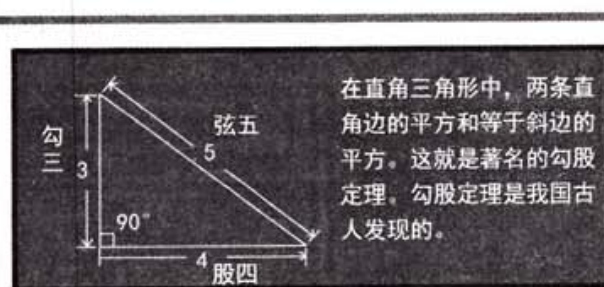 勾三
3
弦五
5
90°
4
股四
在直角三角形中，两条直
角边的平方和等于斜边的
平方。这就是著名的勾股
定理。勾股定理是我国古
人发现的。